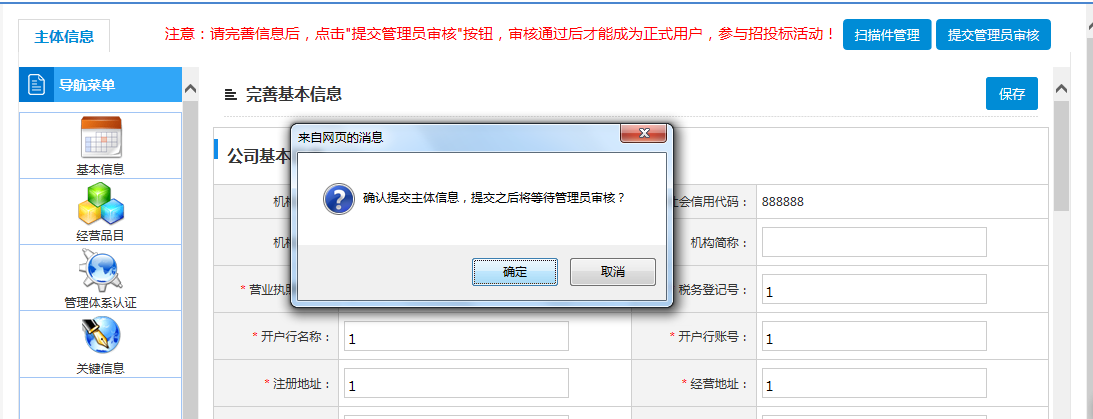 主体信息
注意：请完善信息后，点击"提交管理员审核"按钮，审核通过后才能成为正式用户，参与招投标活动！
扫描件管理
提交管理员审核
导航菜单
基本信息
经营品目
管理体系认证
关键信息
完善基本信息
保存
公司基本
来自网页的消息
确认提交主体信息，提交之后将等待管理员审核？
确定
取消
会信用代码：
888888
机构简称：
* 营业执
税务登记号：
1
* 开户行名称：
1
* 开户行账号：
1
* 注册地址：
1
* 经营地址：
1